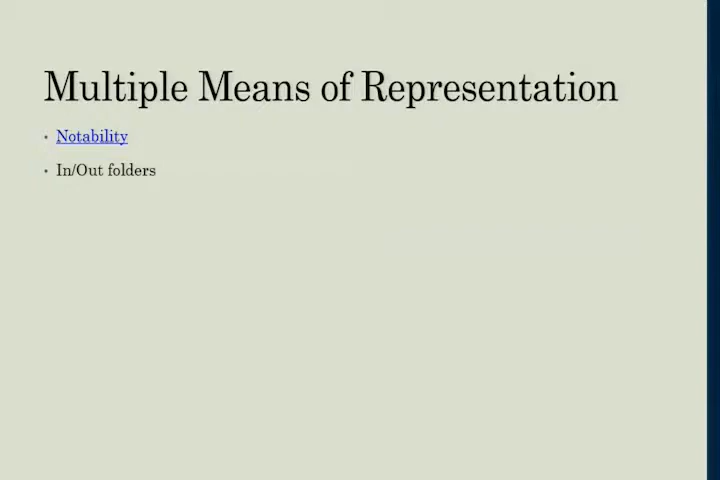 Multiple Means of Representation
• Notability
• In/Out folders